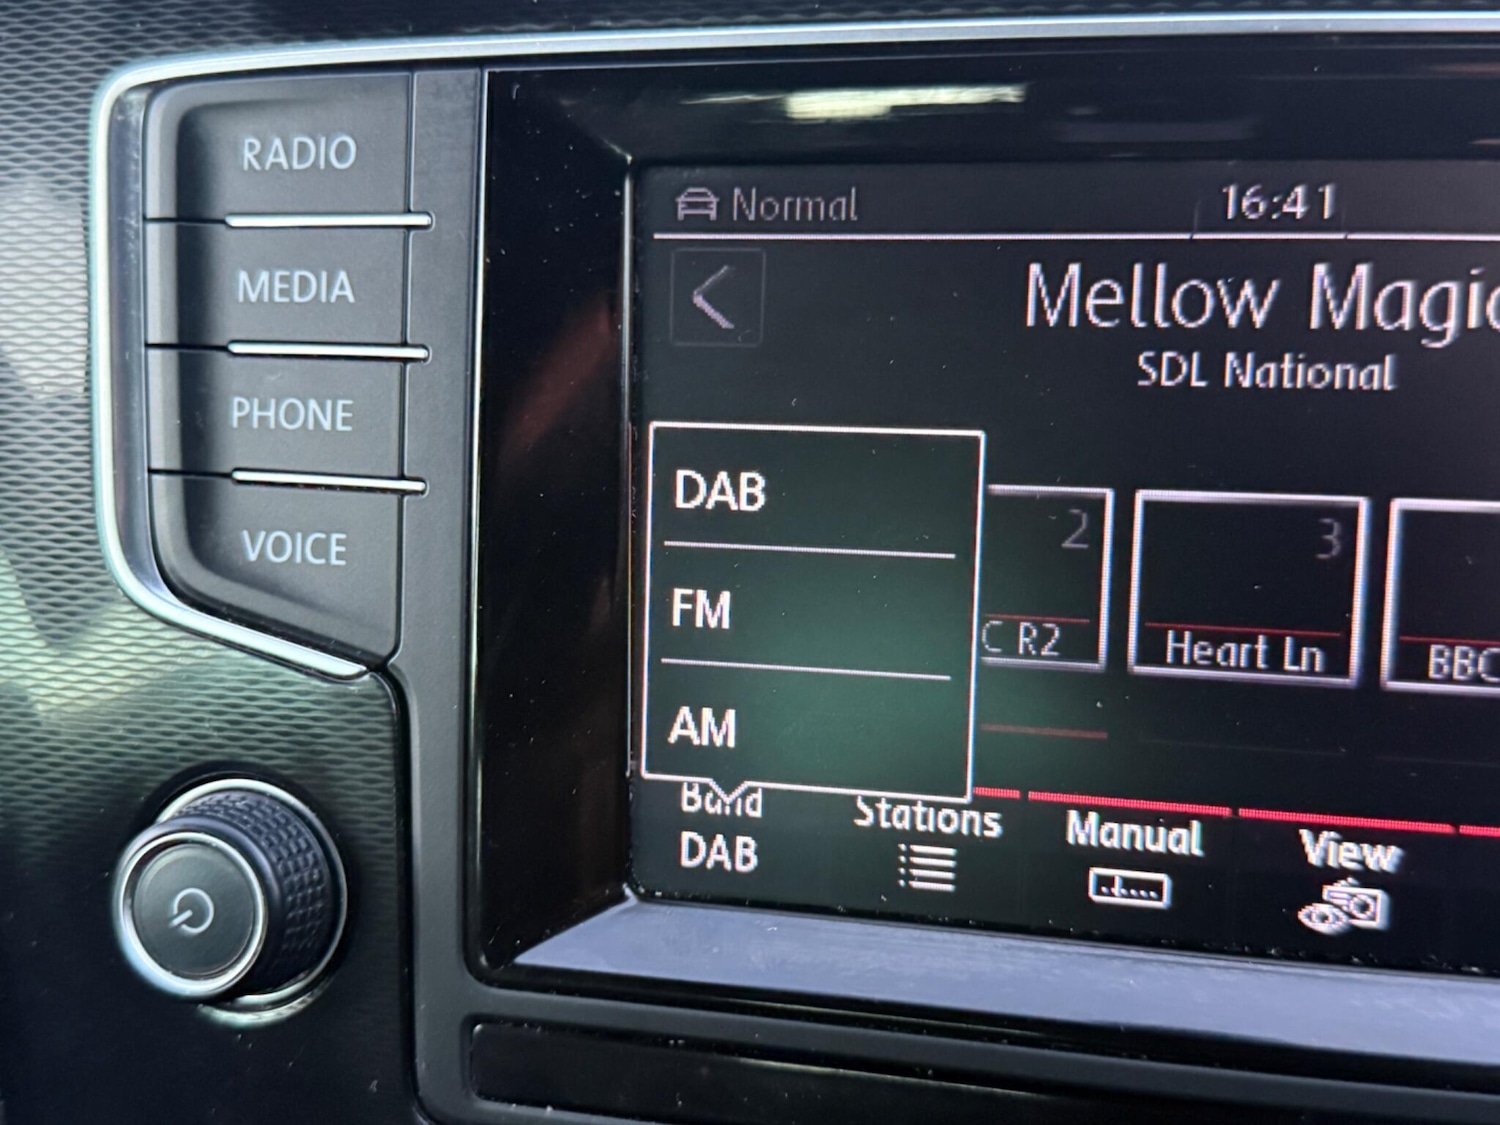 RADIO
MEDIA
PHONE
VOICE
Normal
16:41
Mellow Magic
SDL National
DAB
FM
AM
2
3
C R2
Heart Ln
BBC
Band
DAB
Stations
Manual
View